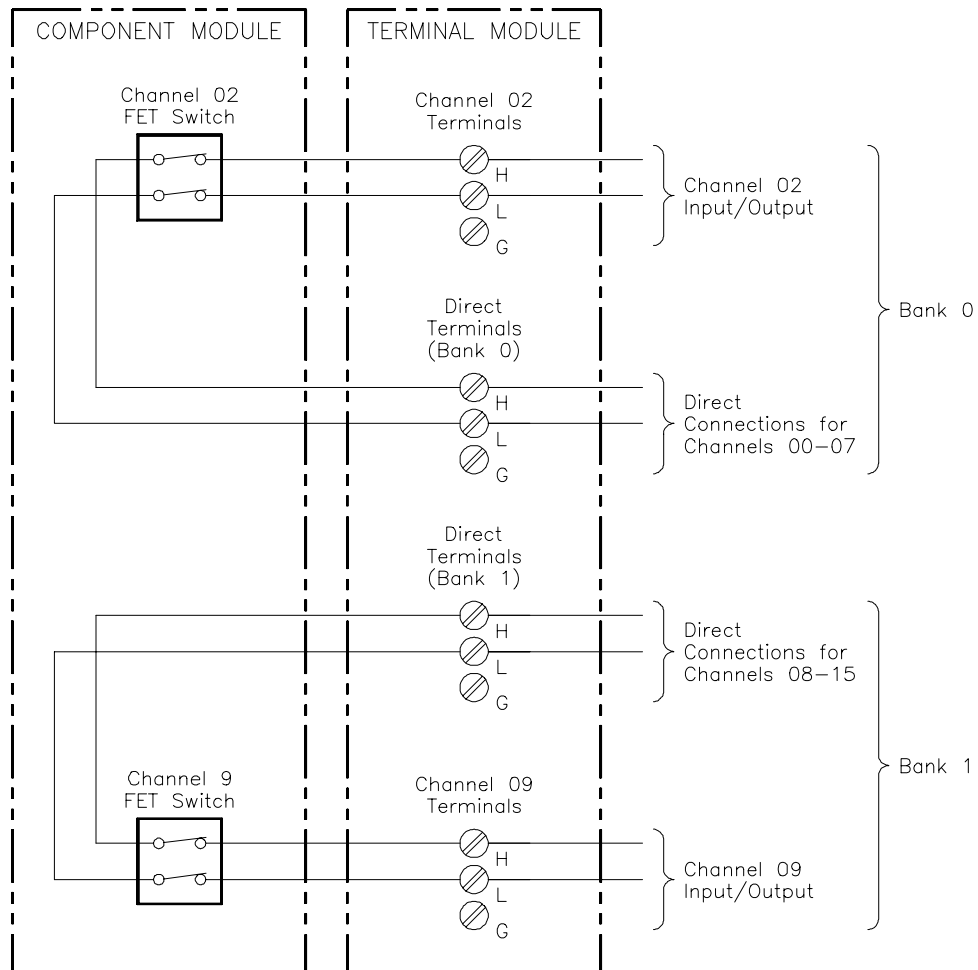 COMPONENT MODULE
TERMINAL MODULE
Channel 02
FET Switch
Channel 02
Terminals
H
L
G
Channel 02
Input/Output
Direct
Terminals
(Bank 0)
H
L
G
Direct
Connections for
Channels 00-07
Bank 0
Direct
Terminals
(Bank 1)
H
L
G
Direct
Connections for
Channels 08-15
Channel 9
FET Switch
Channel 09
Terminals
H
L
G
Channel 09
Input/Output
Bank 1